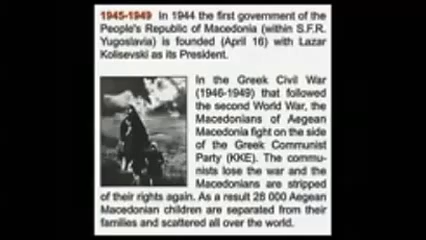 1945-1949 In 1944 the first government of the
People's Republic of Macedonia (within S.F.R.
Yugoslavia) is founded (April 16) with Lazar
Kolisevski as its President.
In the Greek Civil War
(1946-1949) that followed
the second World War, the
Macedonians of Aegean
Macedonia fight on the side
of the Greek Communist
Party (KKE). The commu-
nists lose the war and the
Macedonians are stripped
of their rights again. As a result 28 000 Aegean
Macedonian children are separated from their
families and scattered all over the world.